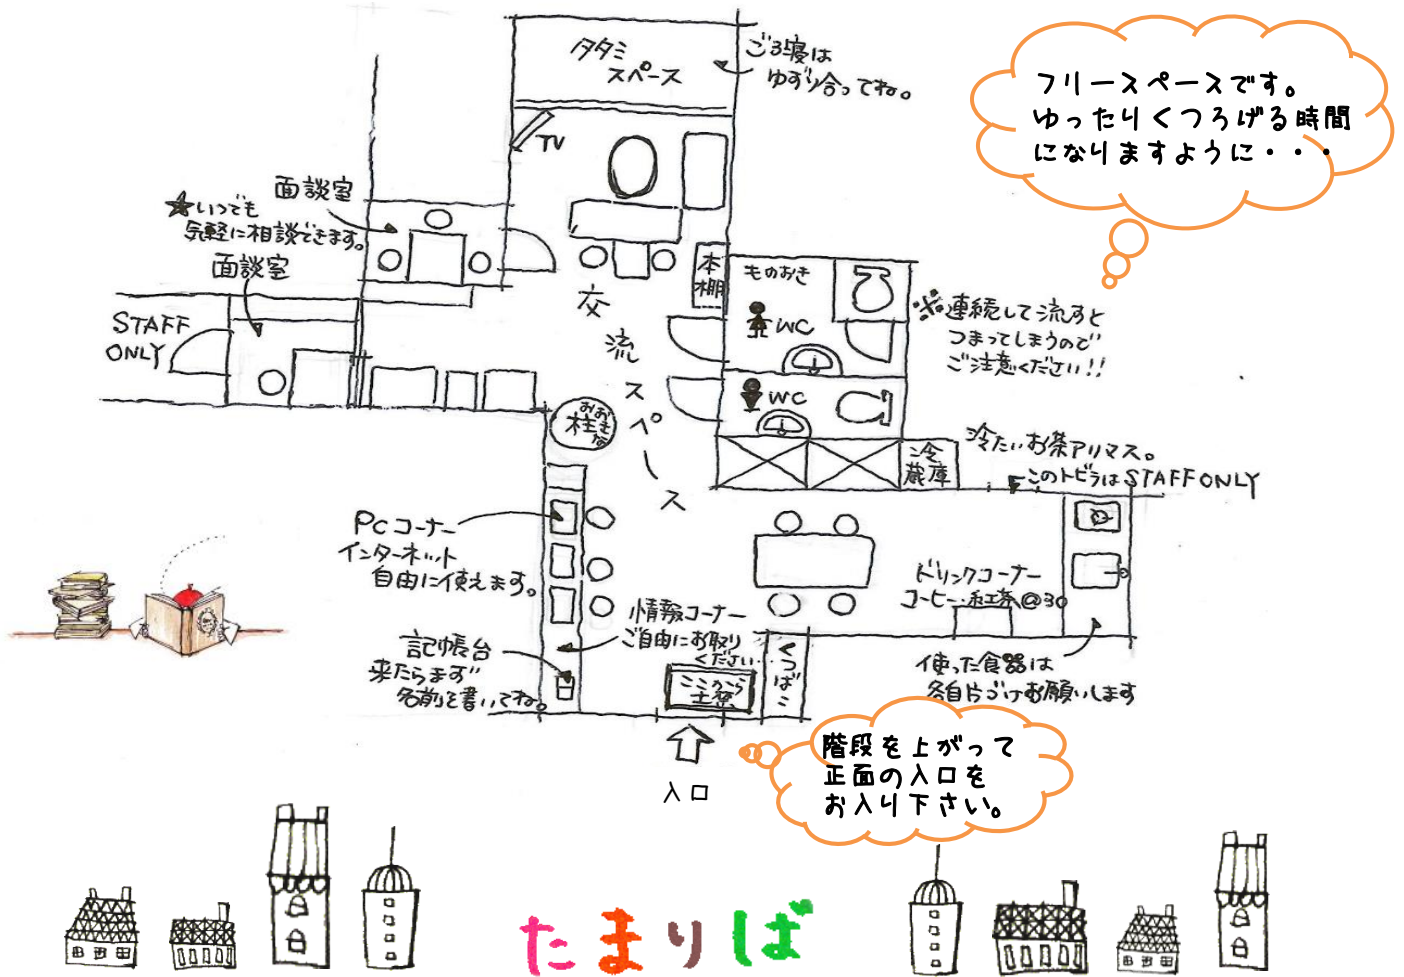 タタミ
スペース
ごろ寝は
ゆずり合ってね。
フリースペースです。
ゆったりくつろげる時間
になりますように・・・
TV
面談室
★いつでも
気軽に相談できます。
面談室
STAFF
ONLY
本棚
ものおき
WC
WC
※連続して流すと
つまってしまうので
ご注意ください!!
交流スペース
おおきな
柱
冷蔵庫
冷たいお茶アリマス。
このトビラはSTAFF ONLY
PCコーナー
インターネット
自由に使えます。
ドリンクコーナー
コーヒー・紅茶@30
情報コーナー
ご自由にお取り
ください
記帳台
来たらまず
名前を書いてね。
ここから
土禁
くつばこ
使った食器は
各自片づけお願いします
入口
階段を上がって
正面の入口を
お入り下さい。
たまりば